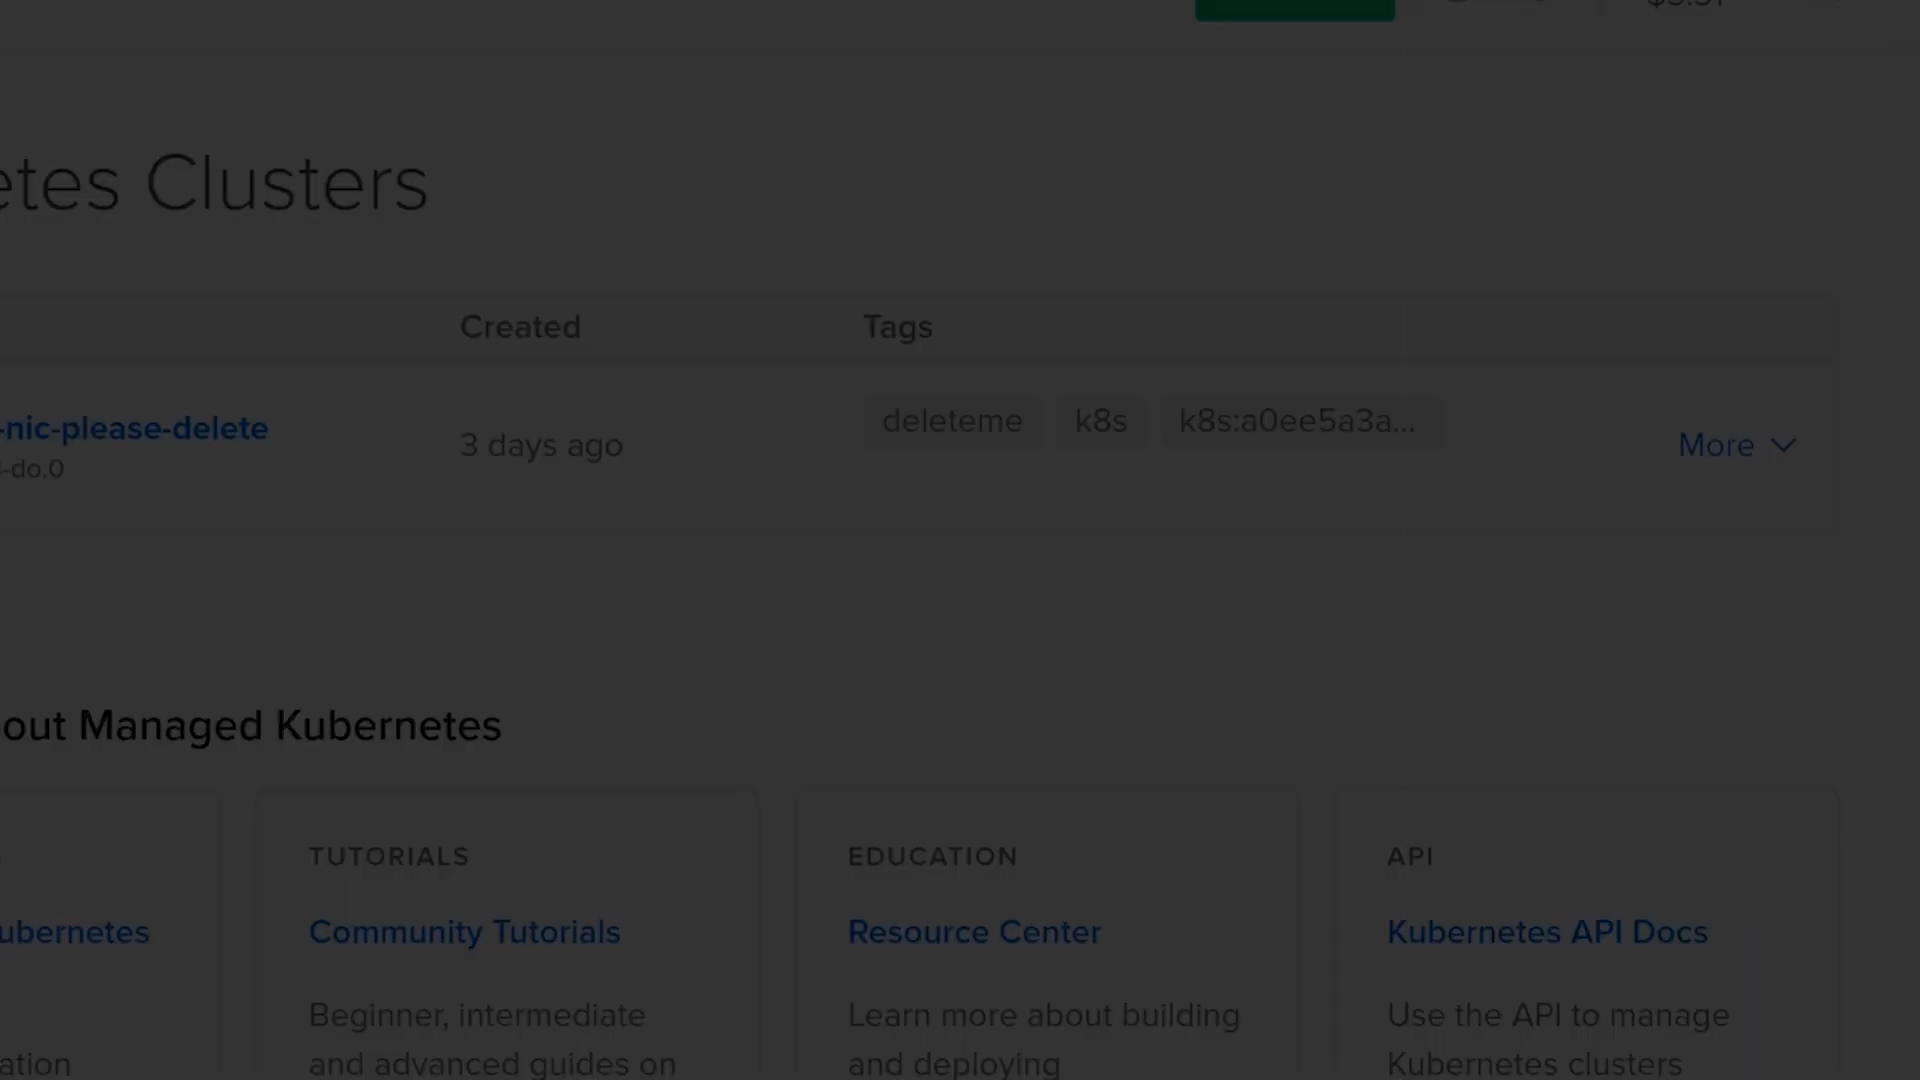 etes Clusters
Created Tags
-nic-please-delete
-do.0
3 days ago
deleteme k8s k8s:a0ee5a3a...
More
out Managed Kubernetes
TUTORIALS EDUCATION API
ubernetes Community Tutorials Resource Center Kubernetes API Docs
Beginner, intermediate Learn more about building Use the API to manage
ation and advanced guides on and deploying Kubernetes clusters